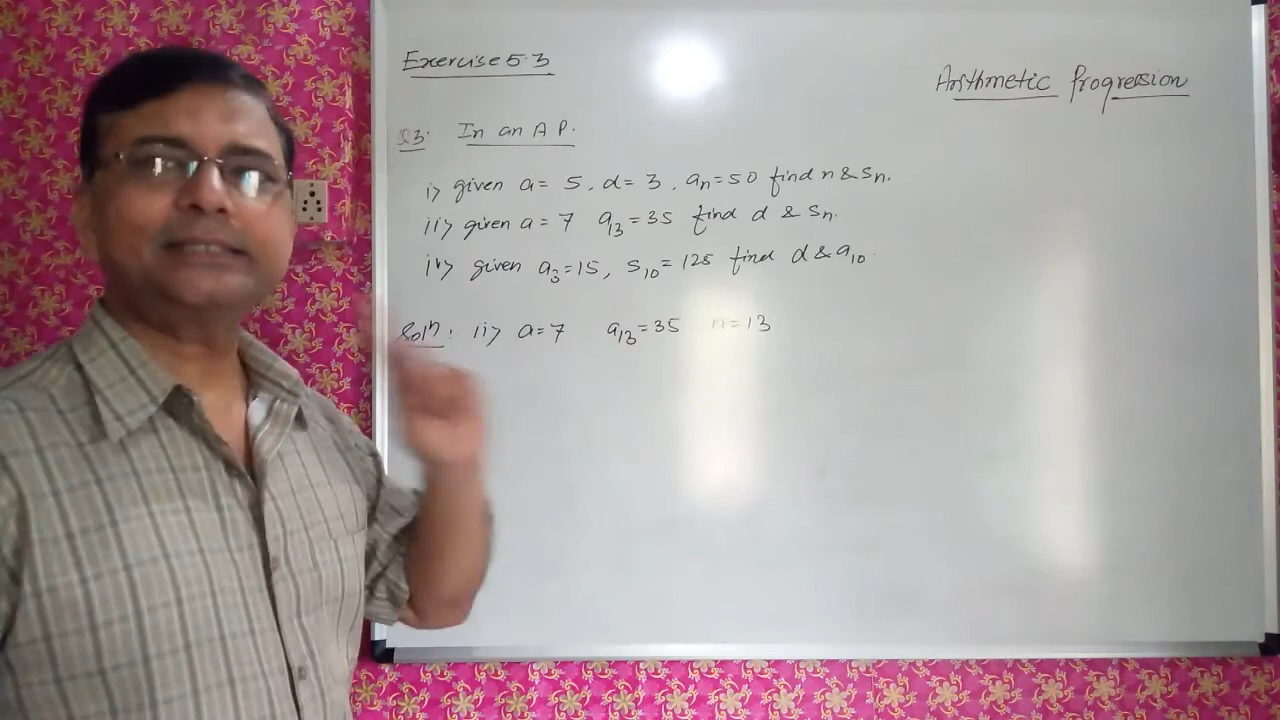 Exercise 5.3
Arithmetic Progression
Q3: In an A P.
i) given a = 5, d = 3, an = 50 find n & Sn.
ii) given a = 7 a13 = 35 find d & Sn.
iv) given a3 = 15, S10 = 125 find d & a10.
Soln: ii) a = 7 a13 = 35 n = 13